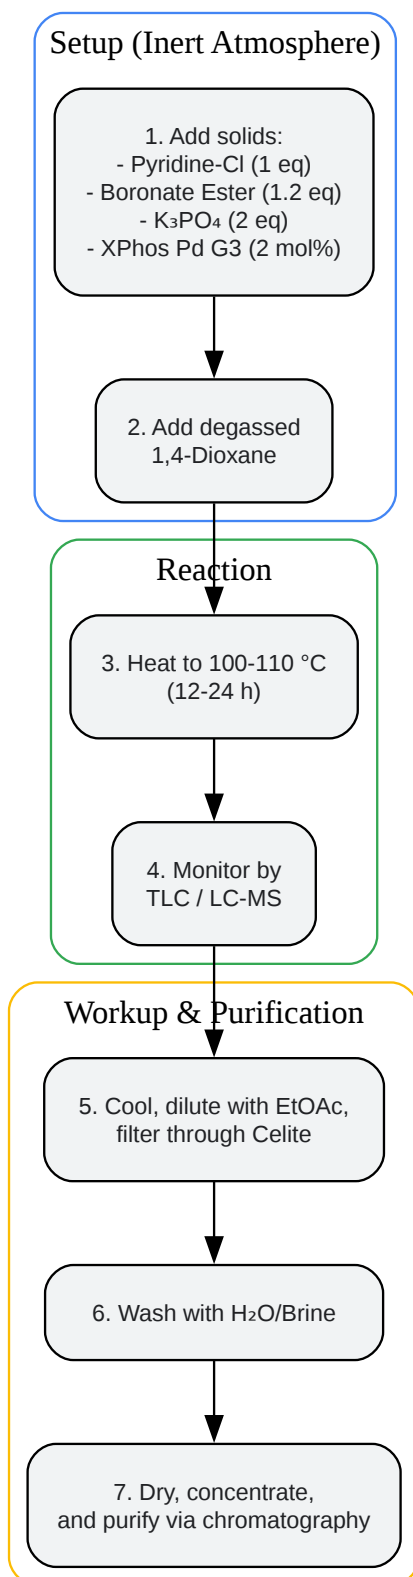 Setup (Inert Atmosphere)
1. Add solids:
- Pyridine-Cl (1 eq)
- Boronate Ester (1.2 eq)
- K₃PO₄ (2 eq)
- XPhos Pd G3 (2 mol%)
2. Add degassed
1,4-Dioxane
Reaction
3. Heat to 100-110 °C
(12-24 h)
4. Monitor by
TLC / LC-MS
Workup & Purification
5. Cool, dilute with EtOAc,
filter through Celite
6. Wash with H₂O/Brine
7. Dry, concentrate,
and purify via chromatography